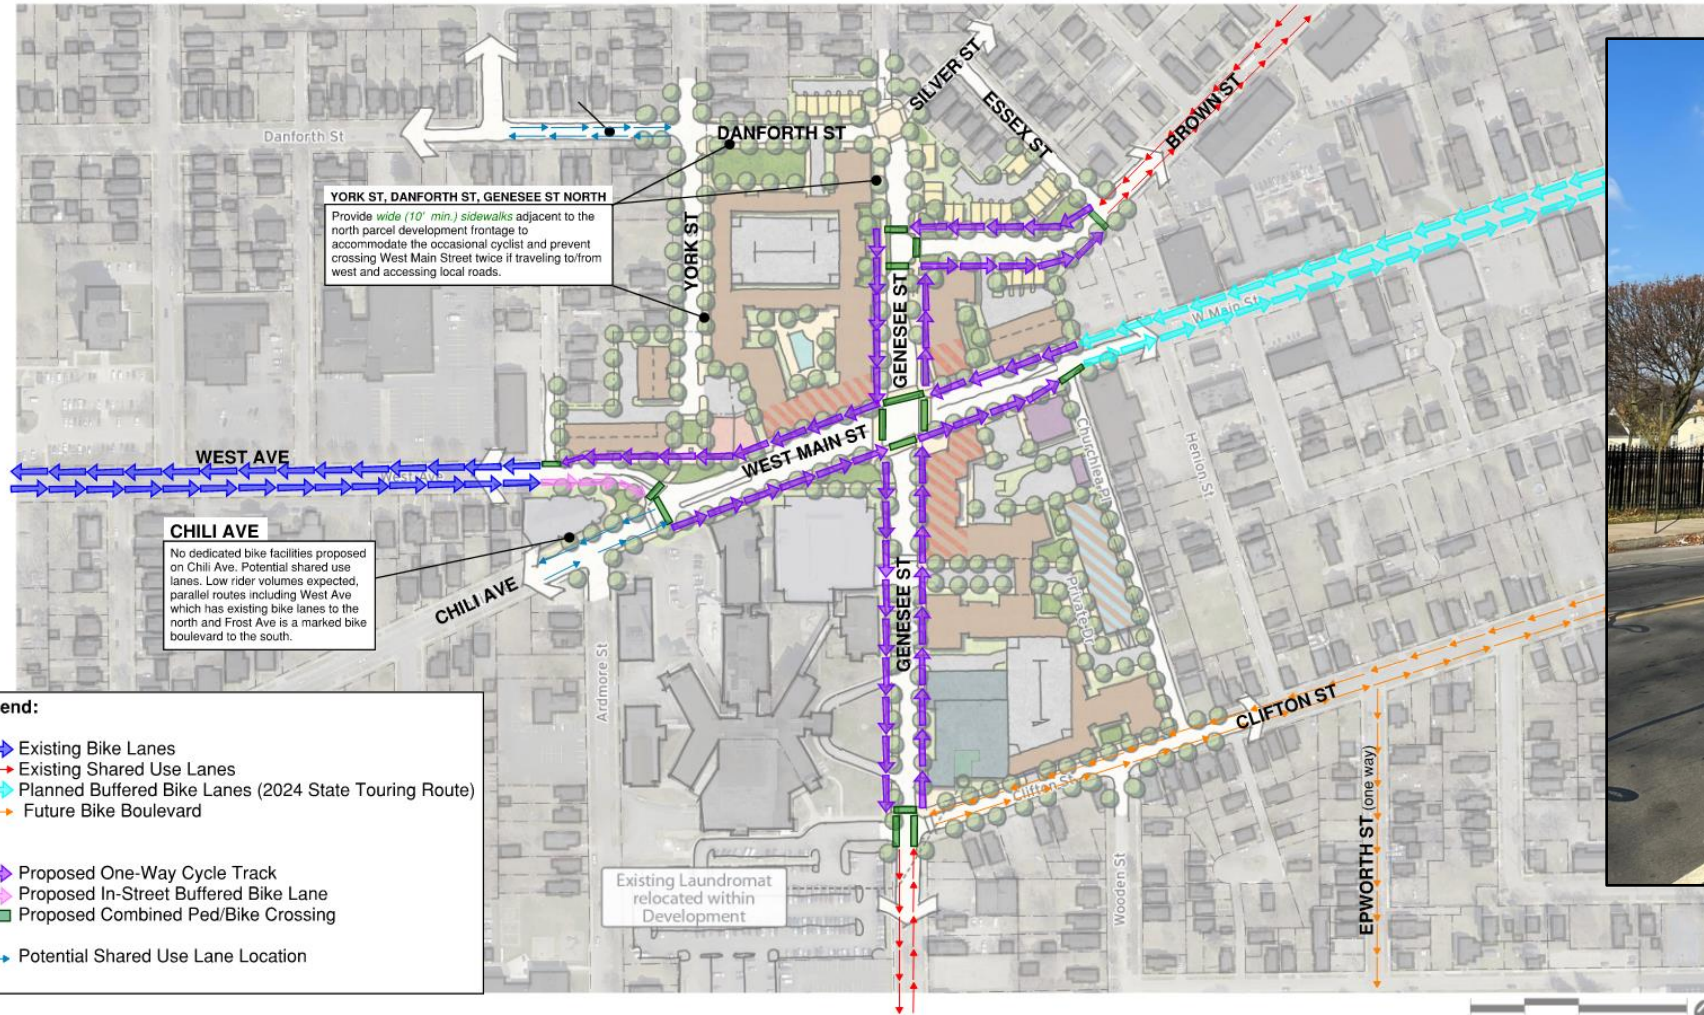 SILVER ST
ESSEX ST
BROWN ST
Danforth St
DANFORTH ST
YORK ST, DANFORTH ST, GENESEE ST NORTH
Provide wide (10' min.) sidewalks adjacent to the
north parcel development frontage to
accommodate the occasional cyclist and prevent
crossing West Main Street twice if traveling to/from
west and accessing local roads.
YORK ST
GENESEE ST
W Main St
WEST MAIN ST
WEST AVE
West Ave
Churchlea Pl
Henion St
CHILI AVE
No dedicated bike facilities proposed
on Chili Ave. Potential shared use
lanes. Low rider volumes expected,
parallel routes including West Ave
which has existing bike lanes to the
north and Frost Ave is a marked bike
boulevard to the south.
CHILI AVE
GENESEE ST
Private Dr
Ardmore St
CLIFTON ST
Clifton St
EPWORTH ST (one way)
Wooden St
Existing Laundromat
relocated within
Development
end:
Existing Bike Lanes
Existing Shared Use Lanes
Planned Buffered Bike Lanes (2024 State Touring Route)
Future Bike Boulevard
Proposed One-Way Cycle Track
Proposed In-Street Buffered Bike Lane
Proposed Combined Ped/Bike Crossing
Potential Shared Use Lane Location